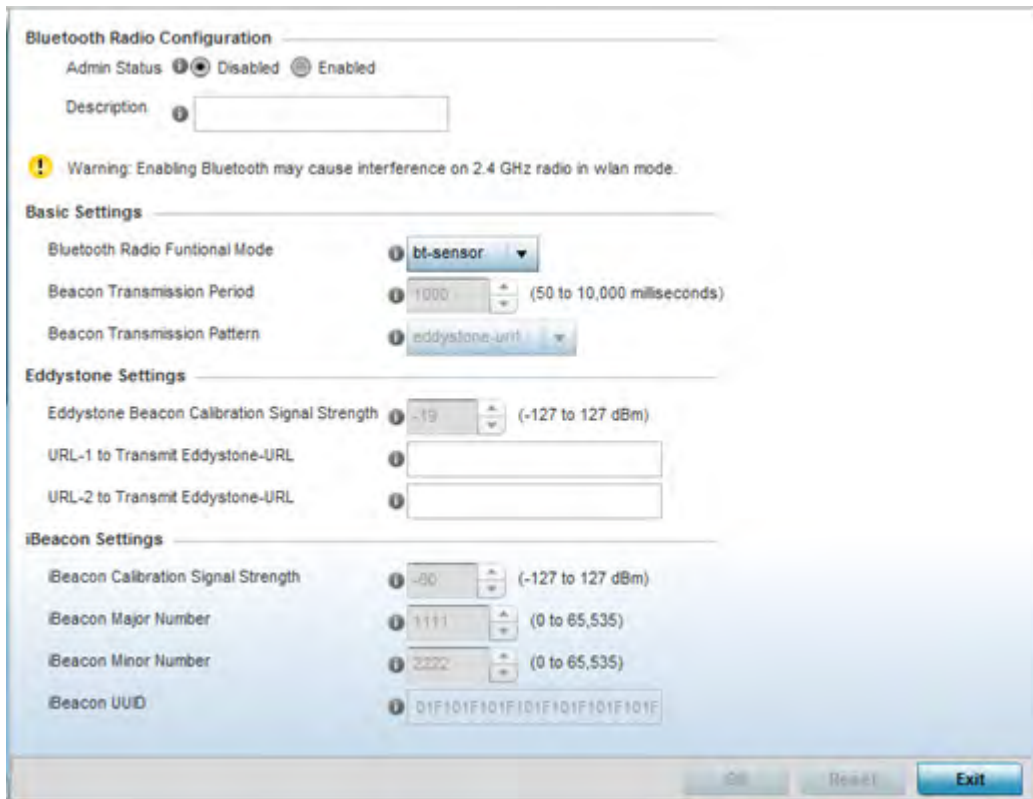 Bluetooth Radio Configuration
Admin Status Disabled Enabled
Description
Warning: Enabling Bluetooth may cause interference on 2.4 GHz radio in wlan mode.
Basic Settings
Bluetooth Radio Funtional Mode bt-sensor
Beacon Transmission Period 1000 (50 to 10,000 milliseconds)
Beacon Transmission Pattern eddystone-url1
Eddystone Settings
Eddystone Beacon Calibration Signal Strength -19 (-127 to 127 dBm)
URL-1 to Transmit Eddystone-URL
URL-2 to Transmit Eddystone-URL
iBeacon Settings
iBeacon Calibration Signal Strength -60 (-127 to 127 dBm)
iBeacon Major Number 1111 (0 to 65,535)
iBeacon Minor Number 2222 (0 to 65,535)
iBeacon UUID 01F101F101F101F101F101F101F
OK Reset Exit